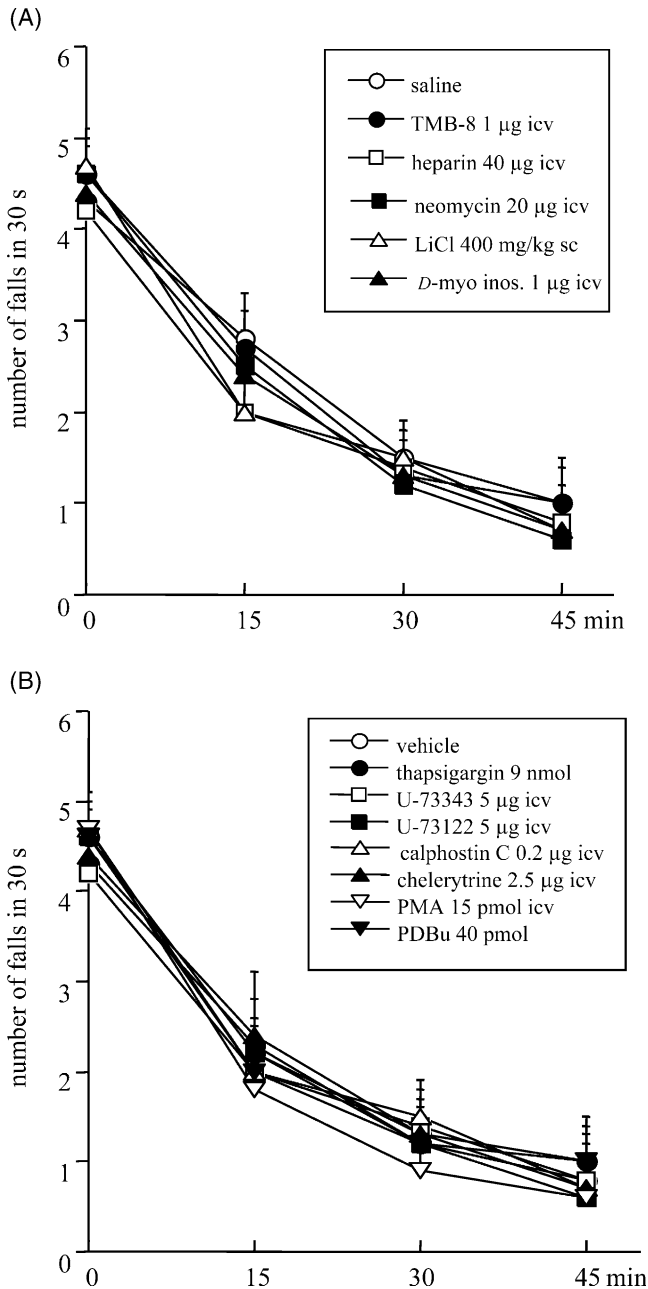 (A)
number of falls in 30 s
6
5
4
3
2
1
0
0 15 30 45 min
saline
TMB-8 1 µg icv
heparin 40 µg icv
neomycin 20 µg icv
LiCl 400 mg/kg sc
D-myo inos. 1 µg icv
(B)
number of falls in 30 s
6
5
4
3
2
1
0
0 15 30 45 min
vehicle
thapsigargin 9 nmol
U-73343 5 µg icv
U-73122 5 µg icv
calphostin C 0.2 µg icv
chelerytrine 2.5 µg icv
PMA 15 pmol icv
PDBu 40 pmol